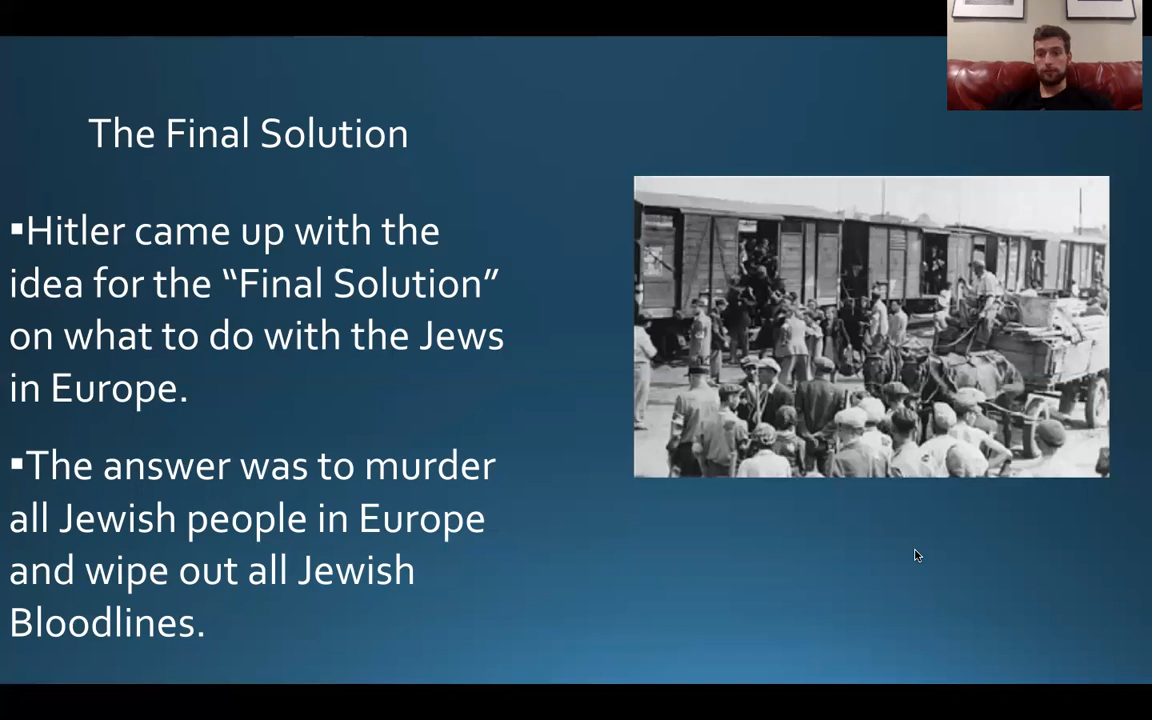 The Final Solution
▪Hitler came up with the
idea for the “Final Solution”
on what to do with the Jews
in Europe.
▪The answer was to murder
all Jewish people in Europe
and wipe out all Jewish
Bloodlines.